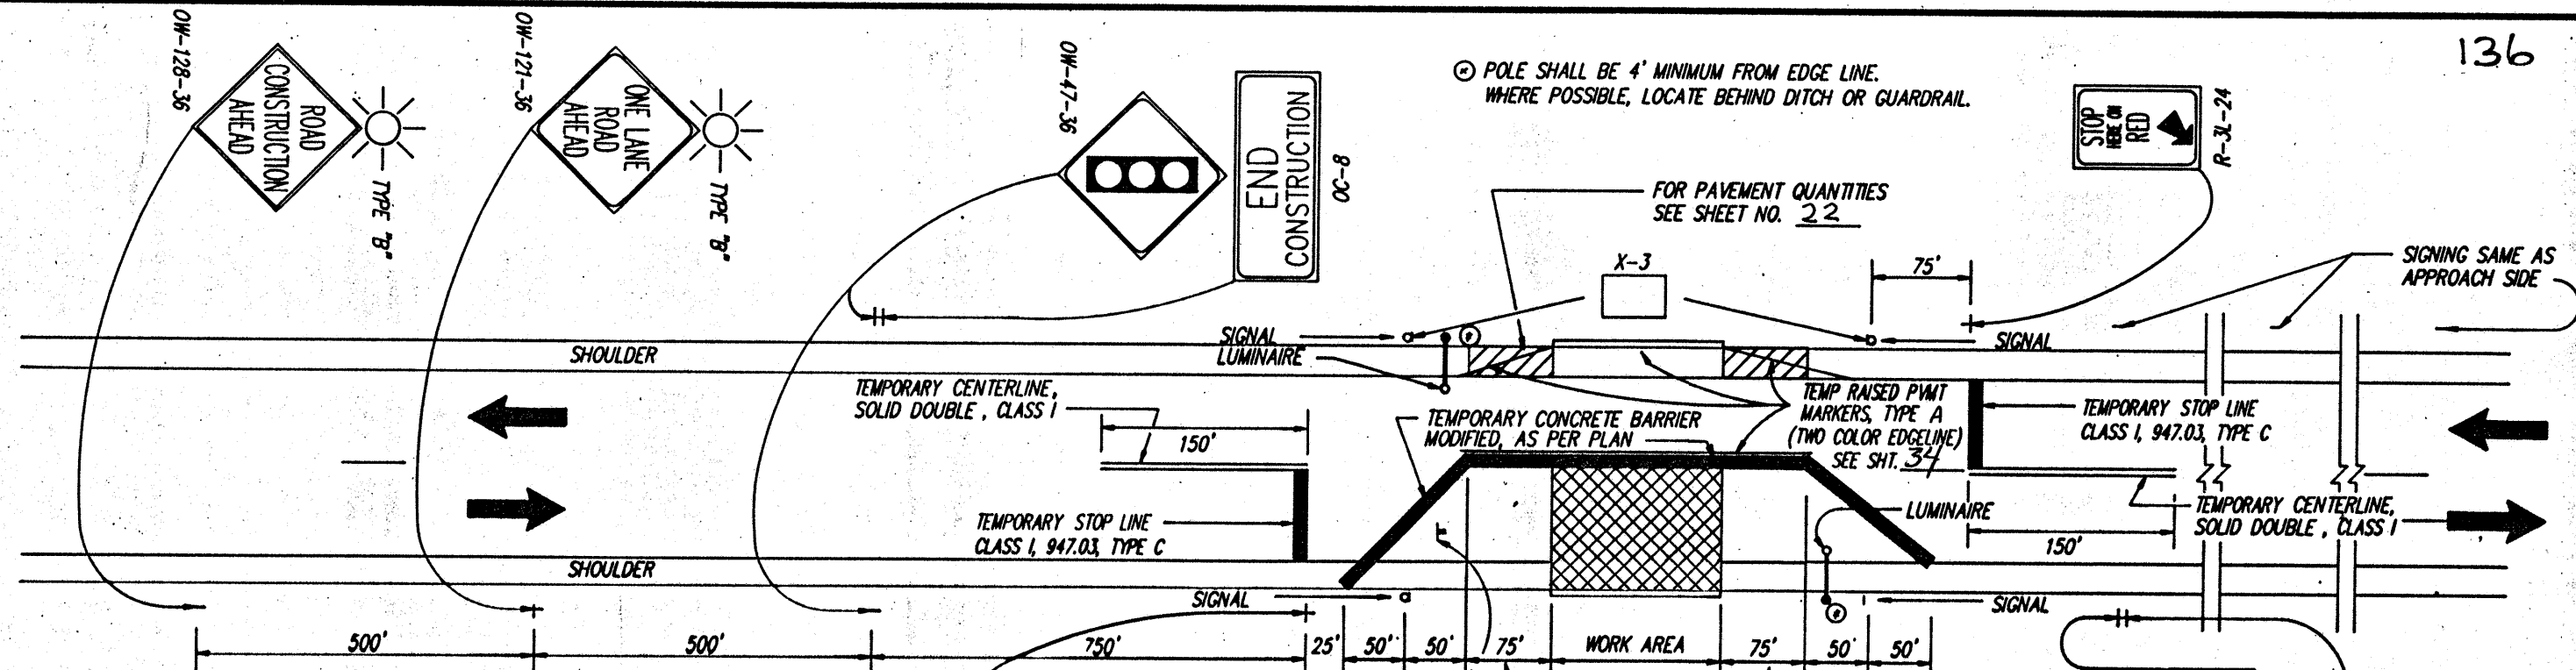 136
OW-128-36
ROAD
CONSTRUCTION
AHEAD
TYPE "B"
OW-121-36
ONE LANE
ROAD
AHEAD
TYPE "B"
OW-47-36
END
CONSTRUCTION
OC-8
* POLE SHALL BE 4' MINIMUM FROM EDGE LINE.
WHERE POSSIBLE, LOCATE BEHIND DITCH OR GUARDRAIL.
STOP
HERE ON
RED
R-3L-24
FOR PAVEMENT QUANTITIES
SEE SHEET NO. 22
X-3
75'
SIGNING SAME AS
APPROACH SIDE
SIGNAL
LUMINAIRE
*
SIGNAL
SHOULDER
TEMPORARY CENTERLINE,
SOLID DOUBLE, CLASS I
150'
TEMPORARY CONCRETE BARRIER
MODIFIED, AS PER PLAN
TEMP RAISED PVMT
MARKERS, TYPE A
(TWO COLOR EDGELINE)
SEE SHT. 34
TEMPORARY STOP LINE
CLASS I, 947.03, TYPE C
TEMPORARY STOP LINE
CLASS I, 947.03, TYPE C
LUMINAIRE
TEMPORARY CENTERLINE,
SOLID DOUBLE, CLASS I
150'
SHOULDER
SIGNAL
*
SIGNAL
500'
500'
750'
25'
50'
50'
75'
WORK AREA
75'
50'
50'